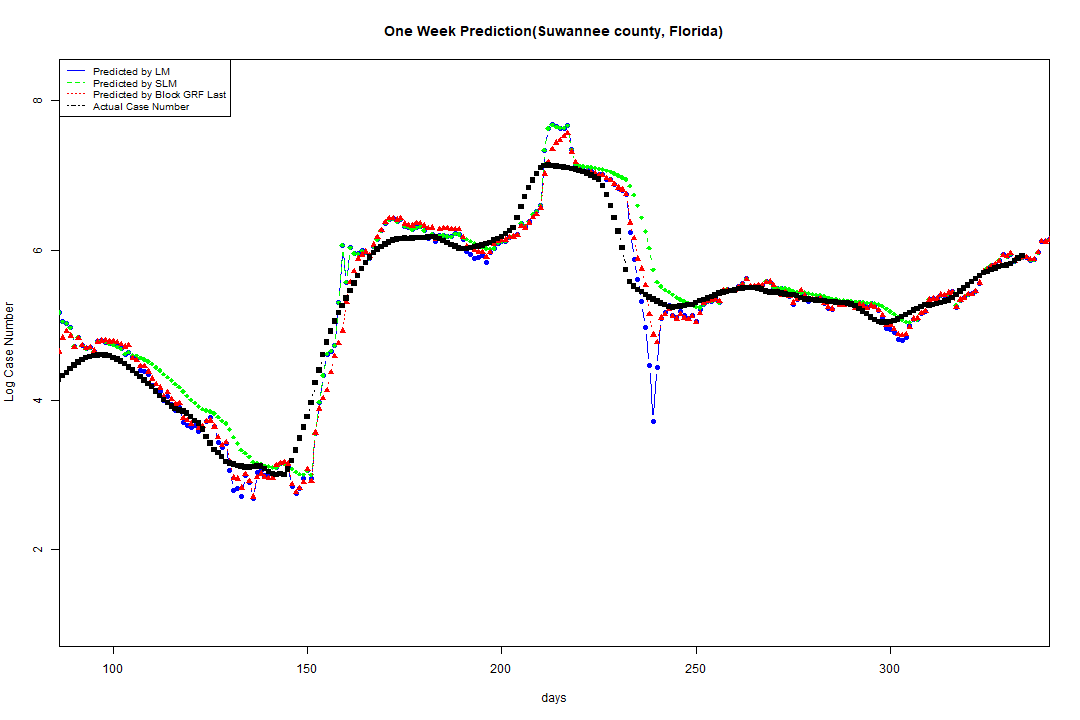 One Week Prediction(Suwannee county, Florida)
Predicted by LM
Predicted by SLM
Predicted by Block GRF Last
Actual Case Number
8
6
4
2
Log Case Number
100 150 200 250 300
days